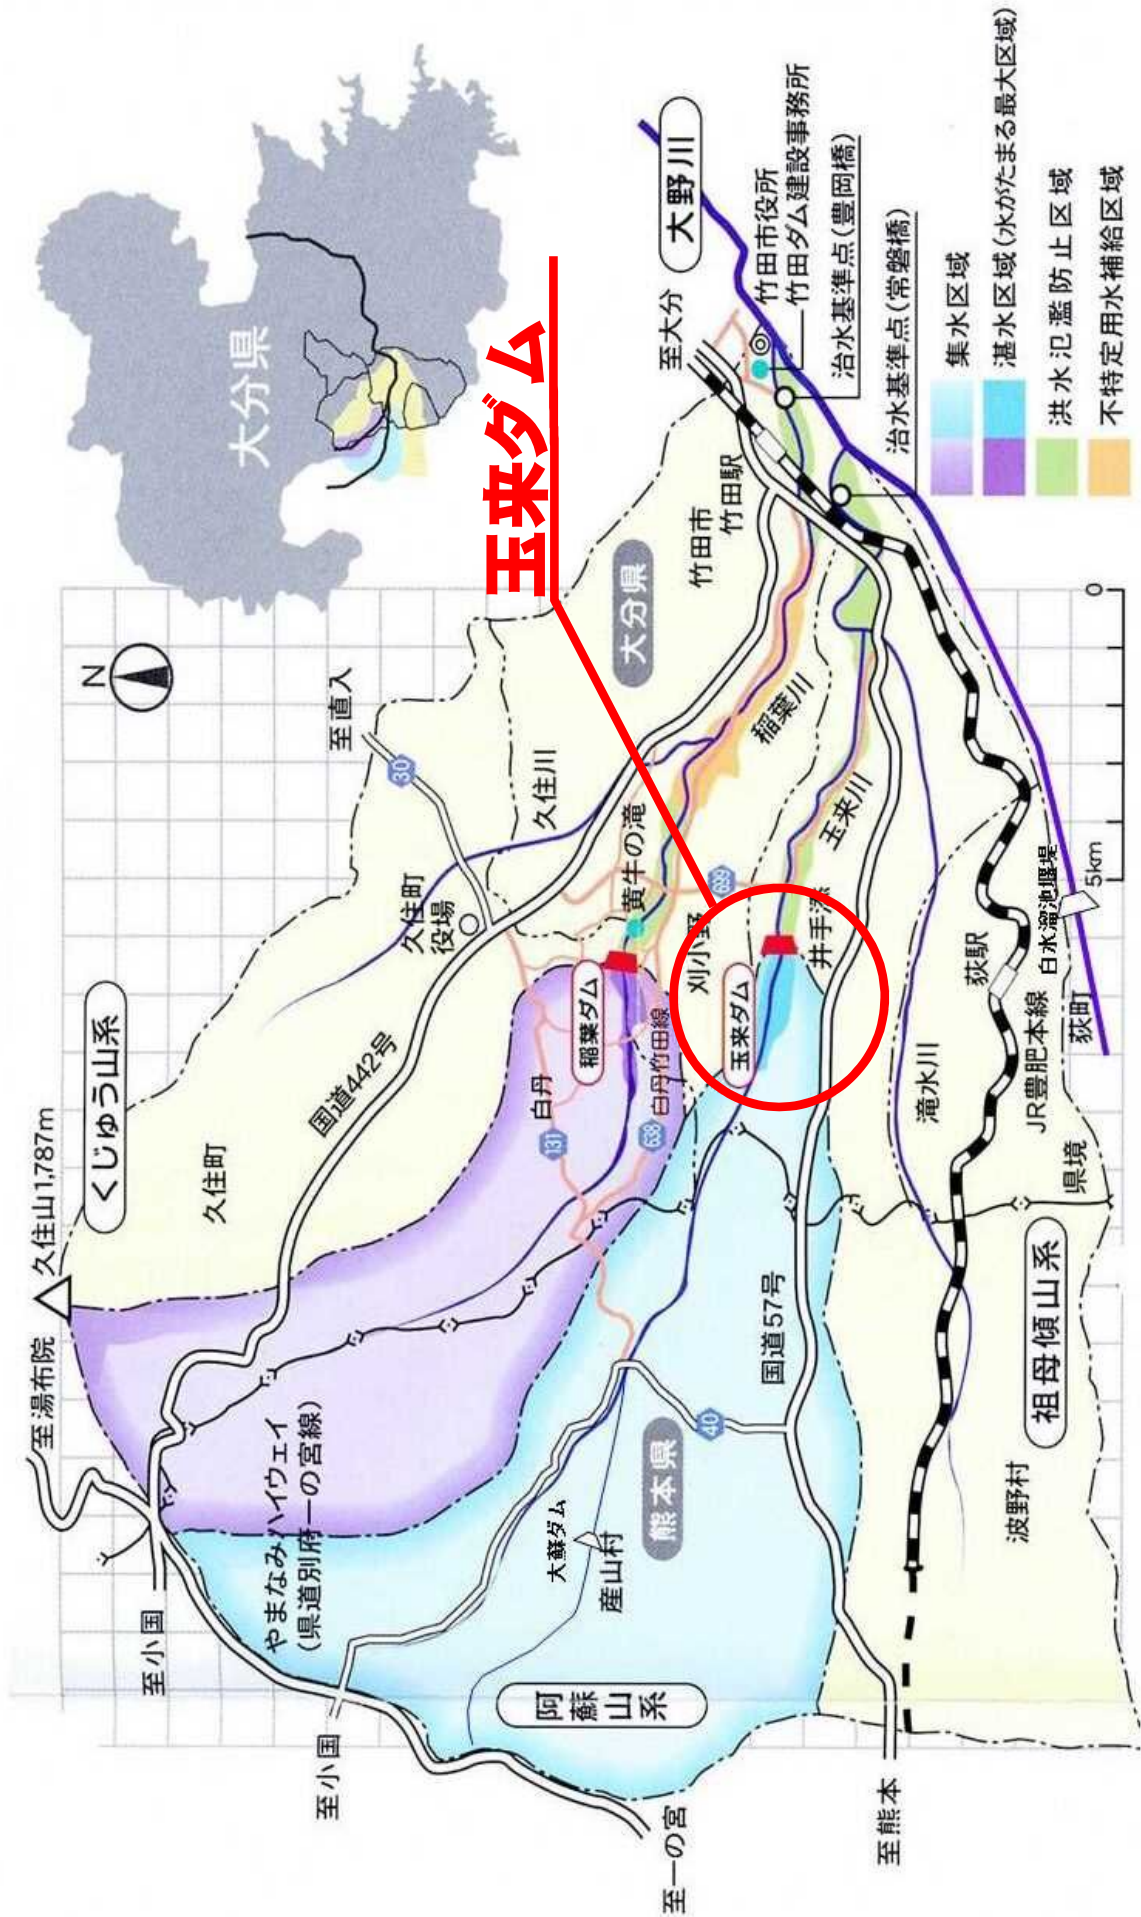 大分県
玉来ダム
N
久住山1,787m
くじゅう山系
至湯布院
至直入
30
久住川
久住町
役場
久住町
国道442号
大分県
竹田市
竹田駅
至大分
大野川
竹田市役所
竹田ダム建設事務所
治水基準点(豊岡橋)
治水基準点(常磐橋)
稲葉川
黄牛の滝
玉来川
669
刈小野
井手添
稲葉ダム
玉来ダム
白丹
131
白丹竹田線
638
滝水川
荻駅
白水溜池堰堤
荻町
JR豊肥本線
県境
祖母傾山系
波野村
国道57号
40
熊本県
大蘇ダム
産山村
やまなみハイウェイ
(県道別府一の宮線)
阿蘇
山系
至小国
至小国
至一の宮
至熊本
集水区域
湛水区域(水がたまる最大区域)
洪水氾濫防止区域
不特定用水補給区域
0
5km